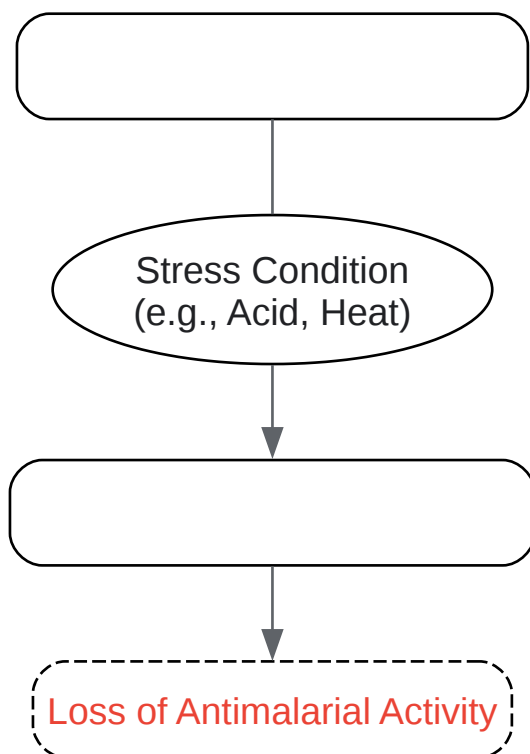 Stress Condition
(e.g., Acid, Heat)
Loss of Antimalarial Activity